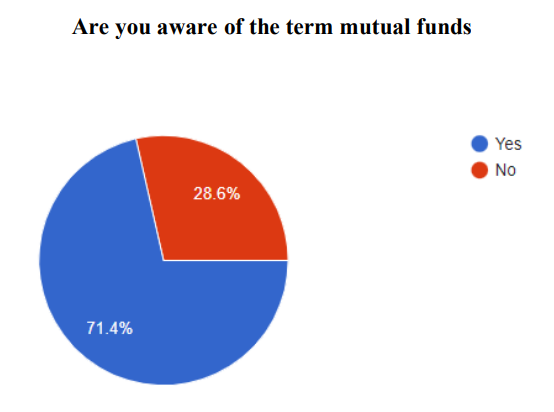 Are you aware of the term mutual funds
Yes
No
28.6%
71.4%